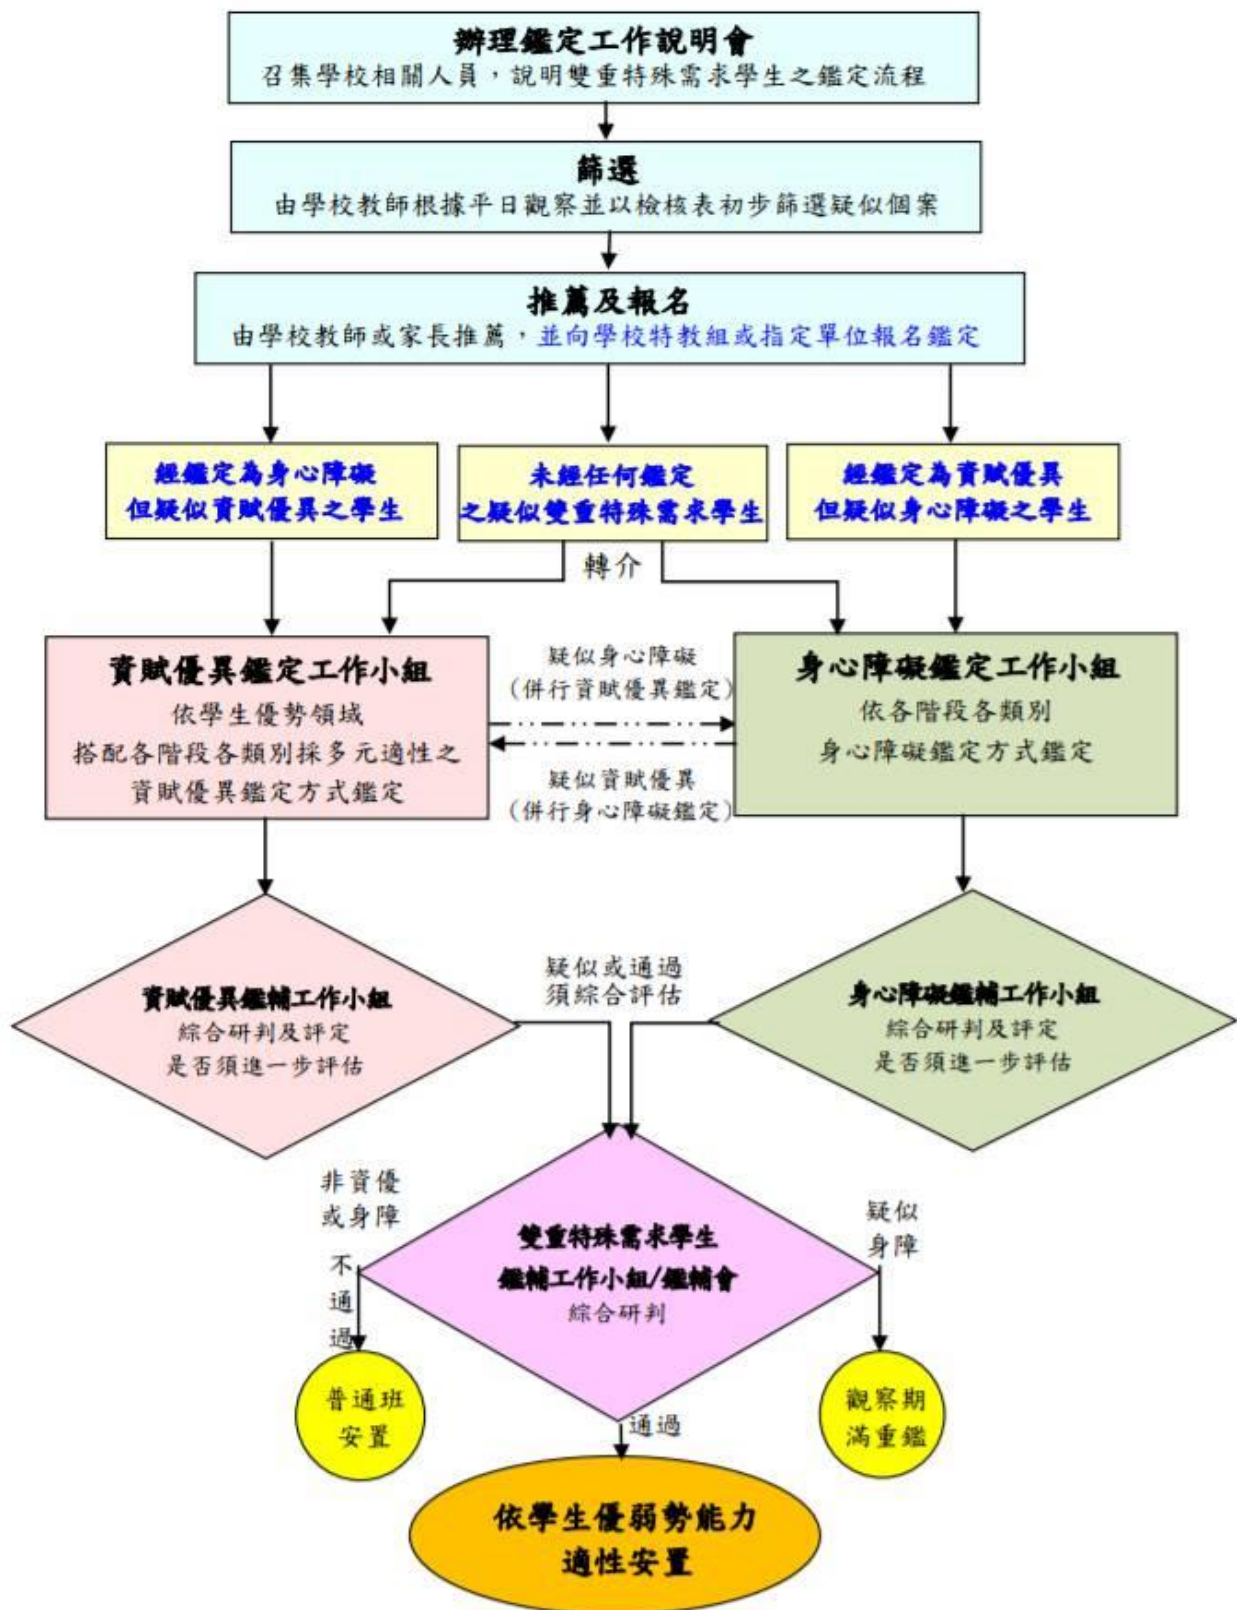 辦理鑑定工作說明會
召集學校相關人員，說明雙重特殊需求學生之鑑定流程
篩選
由學校教師根據平日觀察並以檢核表初步篩選疑似個案
推薦及報名
由學校教師或家長推薦，並向學校特教組或指定單位報名鑑定
經鑑定為身心障礙
但疑似資賦優異之學生
未經任何鑑定
之疑似雙重特殊需求學生
經鑑定為資賦優異
但疑似身心障礙之學生
轉介
資賦優異鑑定工作小組
依學生優勢領域
搭配各階段各類別採多元適性之
資賦優異鑑定方式鑑定
疑似身心障礙
(併行資賦優異鑑定)
疑似資賦優異
(併行身心障礙鑑定)
身心障礙鑑定工作小組
依各階段各類別
身心障礙鑑定方式鑑定
資賦優異鑑輔工作小組
綜合研判及評定
是否須進一步評估
疑似或通過
須綜合評估
身心障礙鑑輔工作小組
綜合研判及評定
是否須進一步評估
非資優
或身障
不
通
過
雙重特殊需求學生
鑑輔工作小組/鑑輔會
綜合研判
疑似
身障
普通班
安置
通過
觀察期
滿重鑑
依學生優弱勢能力
適性安置